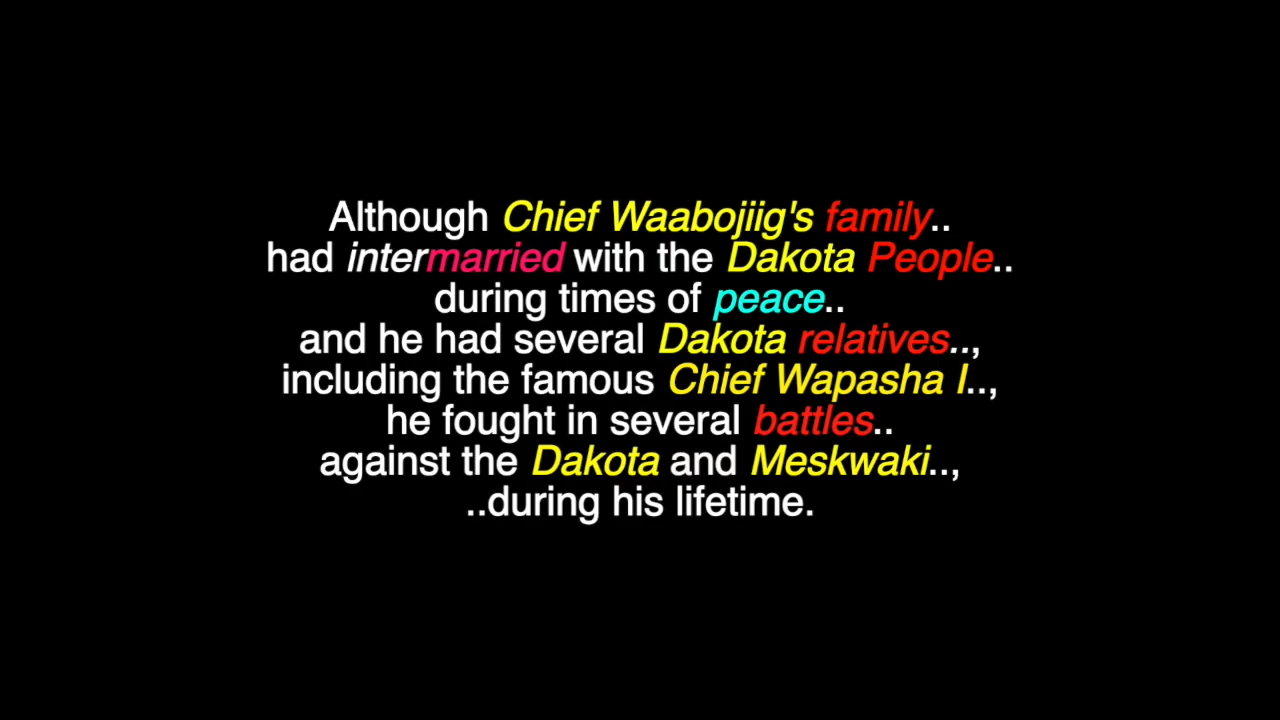 Although Chief Waabojiig's family..
had intermarried with the Dakota People..
during times of peace..
and he had several Dakota relatives..,
including the famous Chief Wapasha I..,
he fought in several battles..
against the Dakota and Meskwaki..,
..during his lifetime.